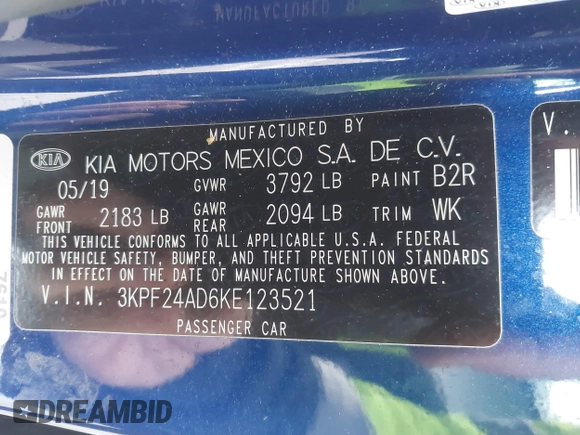 MANUFACTURED BY
KIA KIA MOTORS MEXICO S.A. DE C.V.
05/19 GVWR 3792 LB PAINT B2R
GAWR FRONT 2183 LB GAWR REAR 2094 LB TRIM WK
THIS VEHICLE CONFORMS TO ALL APPLICABLE U.S.A. FEDERAL
MOTOR VEHICLE SAFETY, BUMPER, AND THEFT PREVENTION STANDARDS
IN EFFECT ON THE DATE OF MANUFACTURE SHOWN ABOVE.
V.I.N. 3KPF24AD6KE123521
PASSENGER CAR
V.
DREAMBID